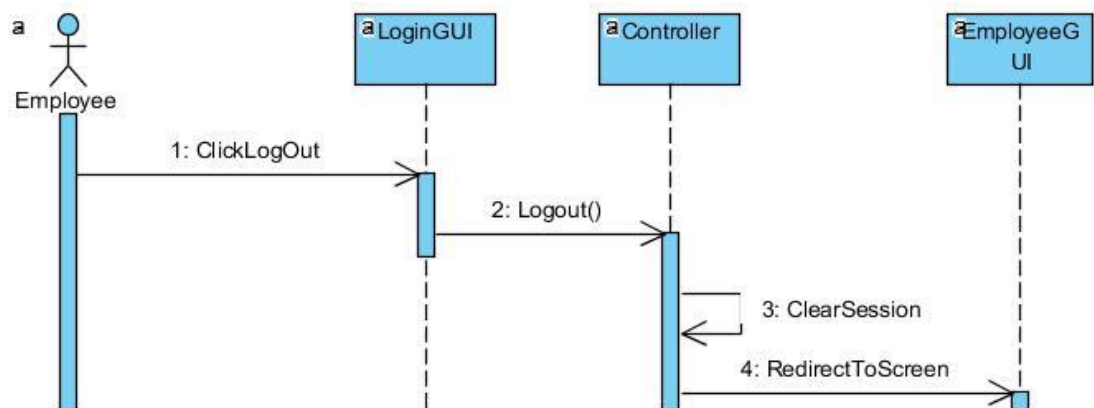 a
Employee
a LoginGUI
a Controller
a EmployeeG
UI
1: ClickLogOut
2: Logout()
3: ClearSession
4: RedirectToScreen